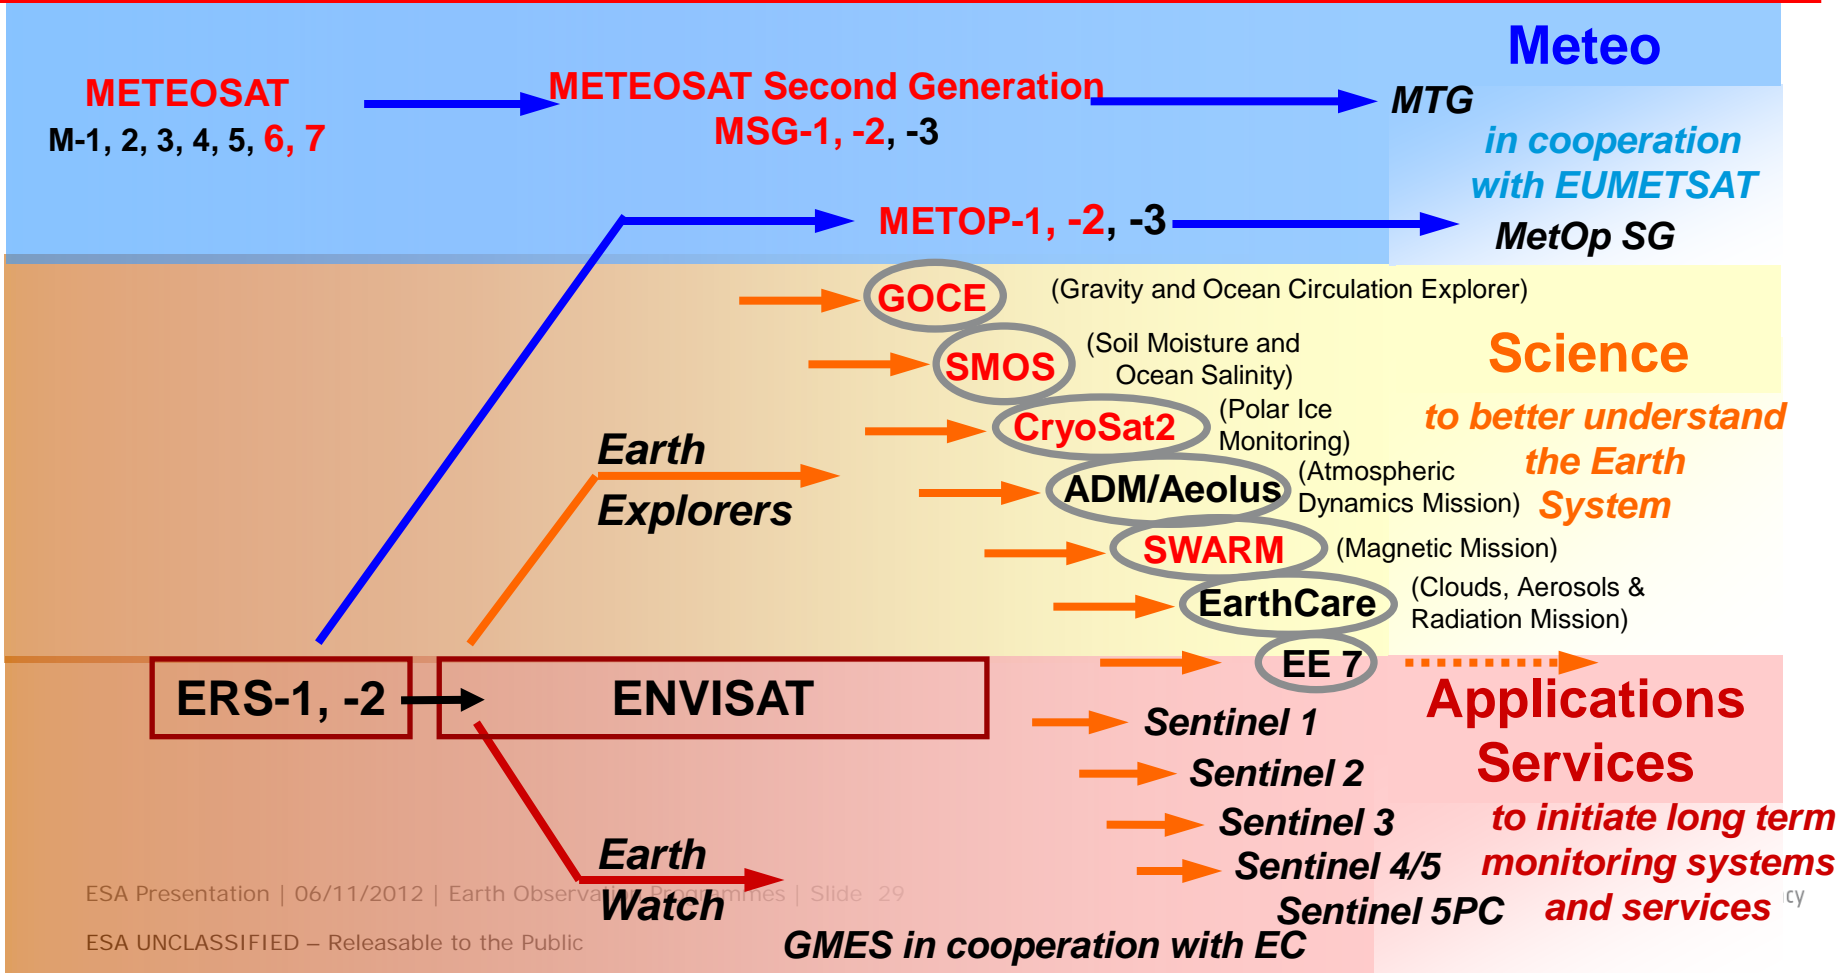 Meteo
METEOSAT
M-1, 2, 3, 4, 5, 6, 7
METEOSAT Second Generation
MSG-1, -2, -3
MTG
in cooperation
with EUMETSAT
METOP-1, -2, -3
MetOp SG
GOCE
(Gravity and Ocean Circulation Explorer)
Science
SMOS
(Soil Moisture and
Ocean Salinity)
to better understand
the Earth
System
CryoSat2
(Polar Ice
Monitoring)
Earth
Explorers
ADM/Aeolus
(Atmospheric
Dynamics Mission)
SWARM
(Magnetic Mission)
EarthCare
(Clouds, Aerosols &
Radiation Mission)
EE 7
ERS-1, -2
ENVISAT
Applications
Services
Sentinel 1
Sentinel 2
Sentinel 3
Sentinel 4/5
Sentinel 5PC
to initiate long term
monitoring systems
and services
Earth
Watch
GMES in cooperation with EC
ESA Presentation | 06/11/2012 | Earth Observation Programmes | Slide 29
ESA UNCLASSIFIED – Releasable to the Public